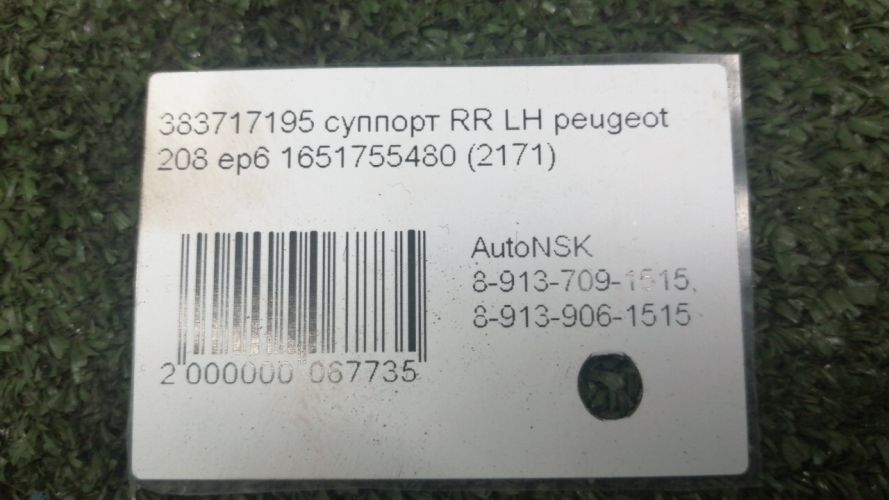 383717195 суппорт RR LH peugeot
208 ep6 1651755480 (2171)
AutoNSK
8-913-709-1515,
8-913-906-1515
2 000000 067735